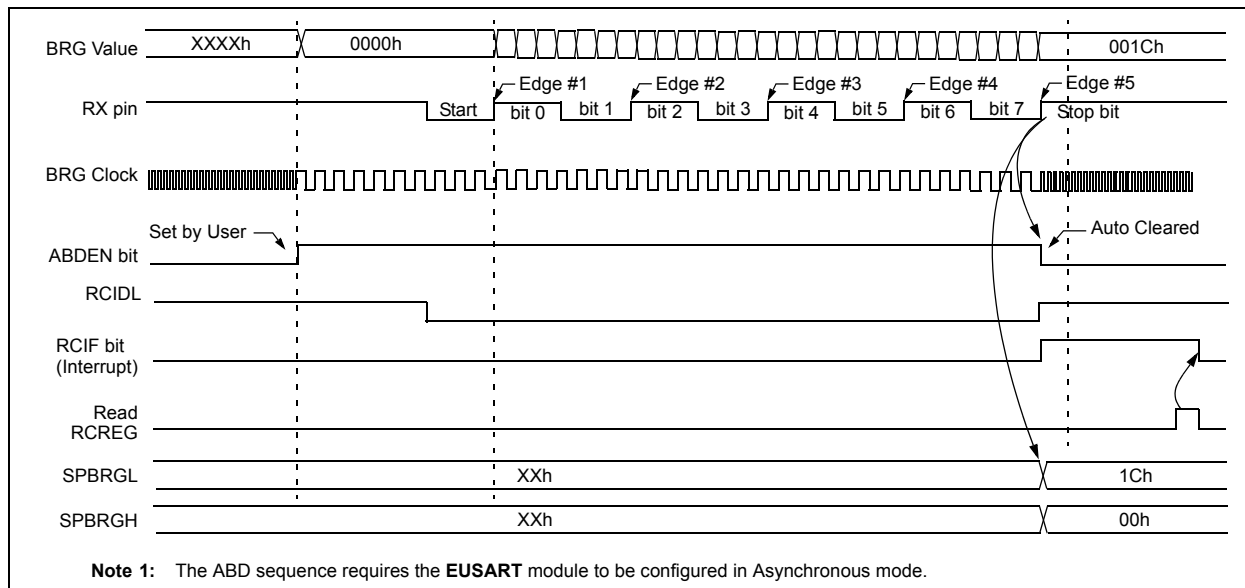 BRG Value XXXXh 0000h 001Ch
Edge #1 Edge #2 Edge #3 Edge #4 Edge #5
RX pin Start bit 0 bit 1 bit 2 bit 3 bit 4 bit 5 bit 6 bit 7 Stop bit
BRG Clock
Set by User Auto Cleared
ABDEN bit
RCIDL
RCIF bit
(Interrupt)
Read
RCREG
SPBRGL XXh 1Ch
SPBRGH XXh 00h
Note 1: The ABD sequence requires the EUSART module to be configured in Asynchronous mode.